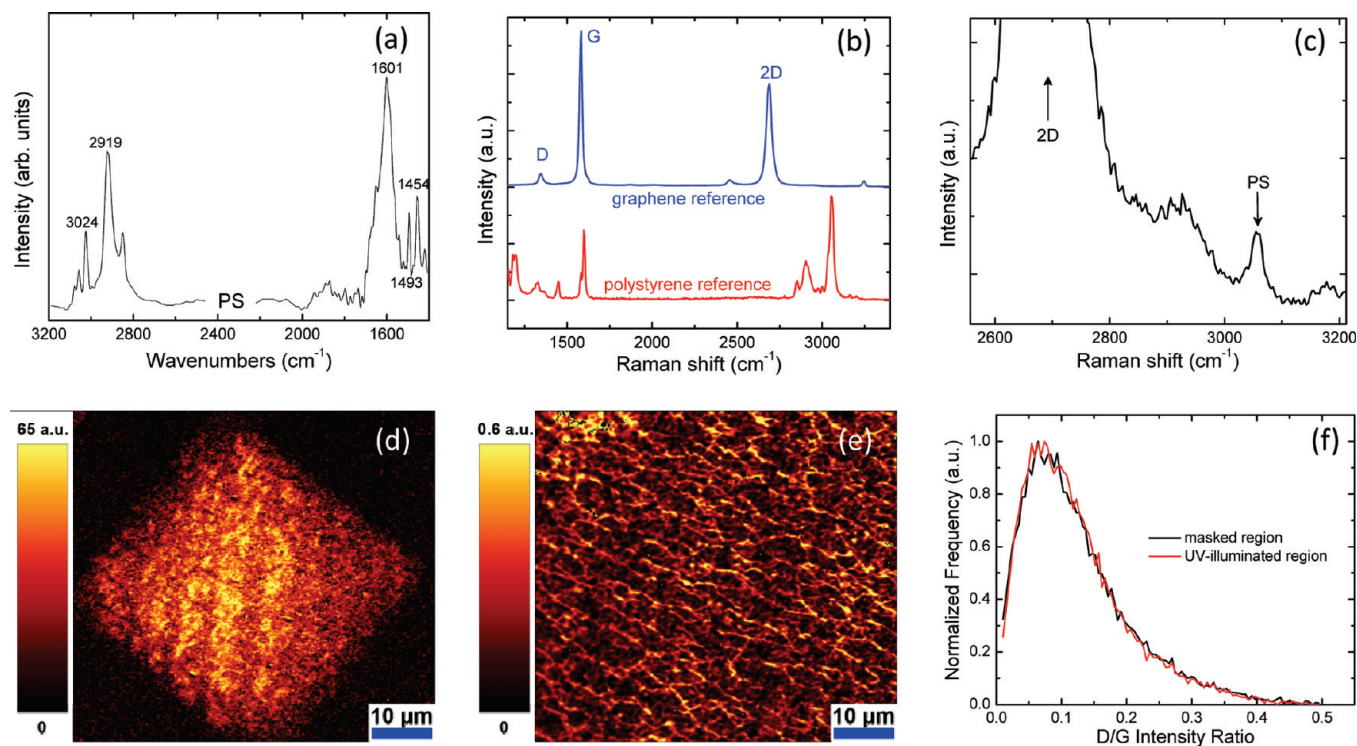 (a)
1601
2919
1454
3024
1493
PS
Intensity (arb. units)
3200 2800 2400 2000 1600
Wavenumbers (cm⁻¹)
(b)
G
2D
D
graphene reference
polystyrene reference
Intensity (a.u.)
1500 2000 2500 3000
Raman shift (cm⁻¹)
(c)
2D
PS
Intensity (a.u.)
2600 2800 3000 3200
Raman shift (cm⁻¹)
65 a.u.
(d)
0
10 µm
0.6 a.u.
(e)
0
10 µm
(f)
1.0
0.8
0.6
0.4
0.2
0.0
Normalized Frequency (a.u.)
masked region
UV-illuminated region
0.0 0.1 0.2 0.3 0.4 0.5
D/G Intensity Ratio